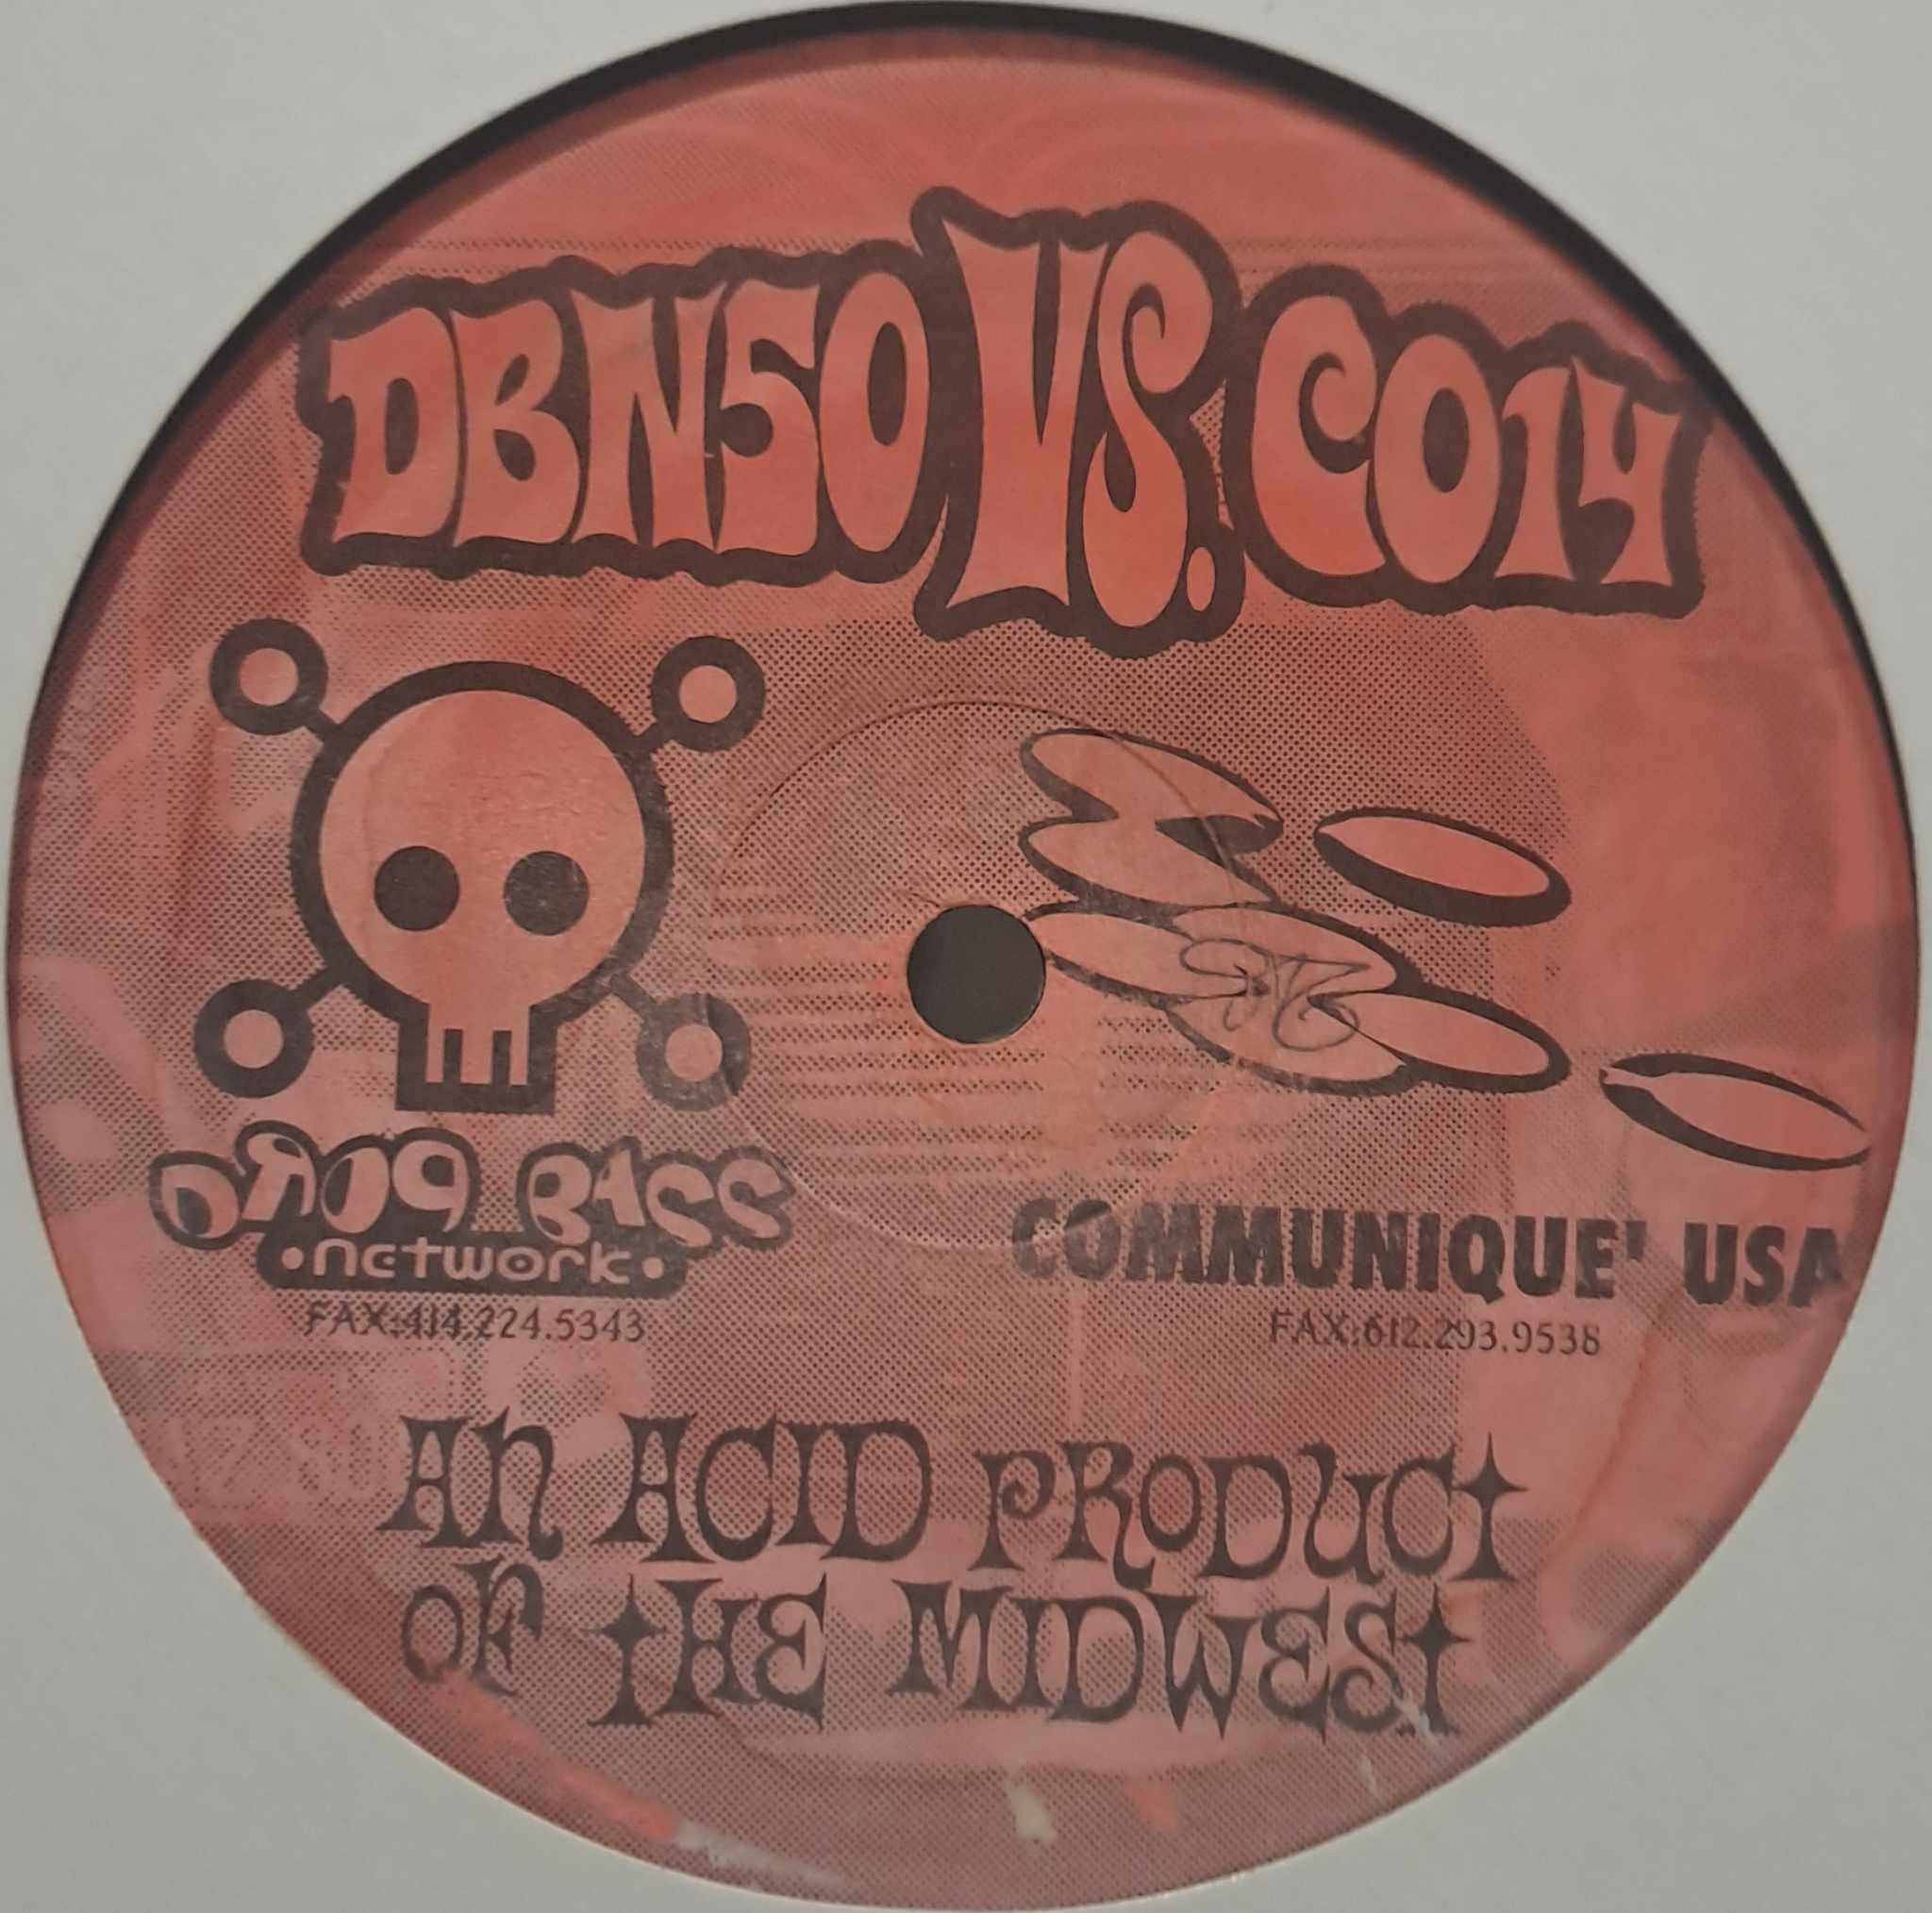 DBN50 VS. CO14
DRUG BASS
•network•
COMMUNIQUE' USA
FAX:414.224.5343
FAX:612.293.9538
An ACID PRODUCt
OF tHE MIDWESt